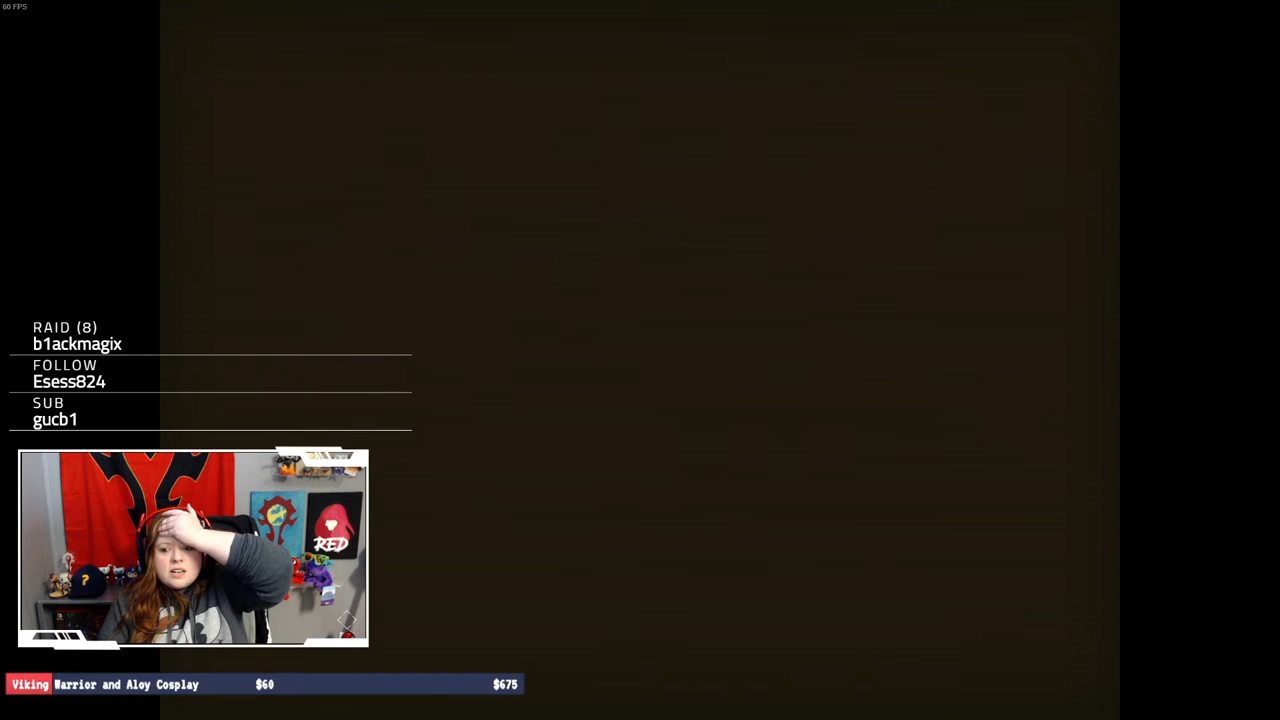 60 FPS
RAID (8)
b1ackmagix
FOLLOW
Esess824
SUB
gucb1
?
RED
Viking Warrior and Aloy Cosplay $60 $675